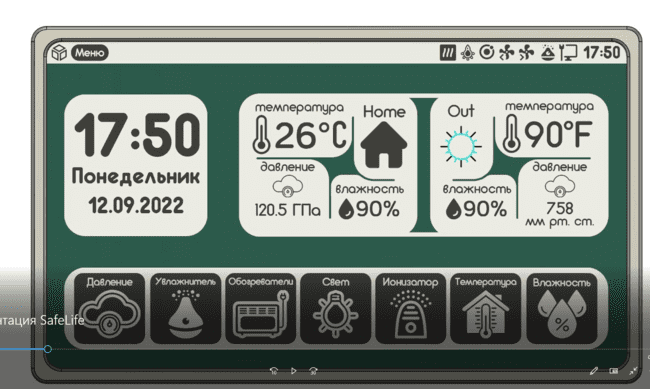 Меню
17:50
17:50
Понедельник
12.09.2022
температура
26°C
Home
давление
120.5 ГПа
влажность
90%
Out
температура
90°F
влажность
90%
давление
758
мм рт. ст.
Давление
Увлажнитель
Обогреватели
Свет
Ионизатор
Температура
Влажность
%
нтация SafeLife